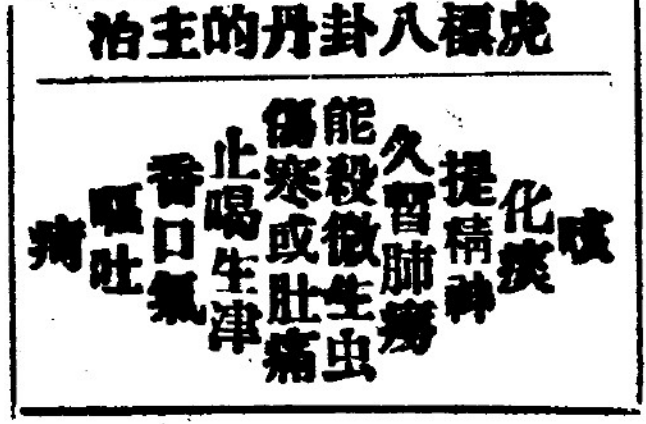 虎標八卦丹的主治
咳
化痰
提精神
久暫肺癆
能殺微生虫
傷寒或肚痛
止喝生津
香口氣
嘔吐